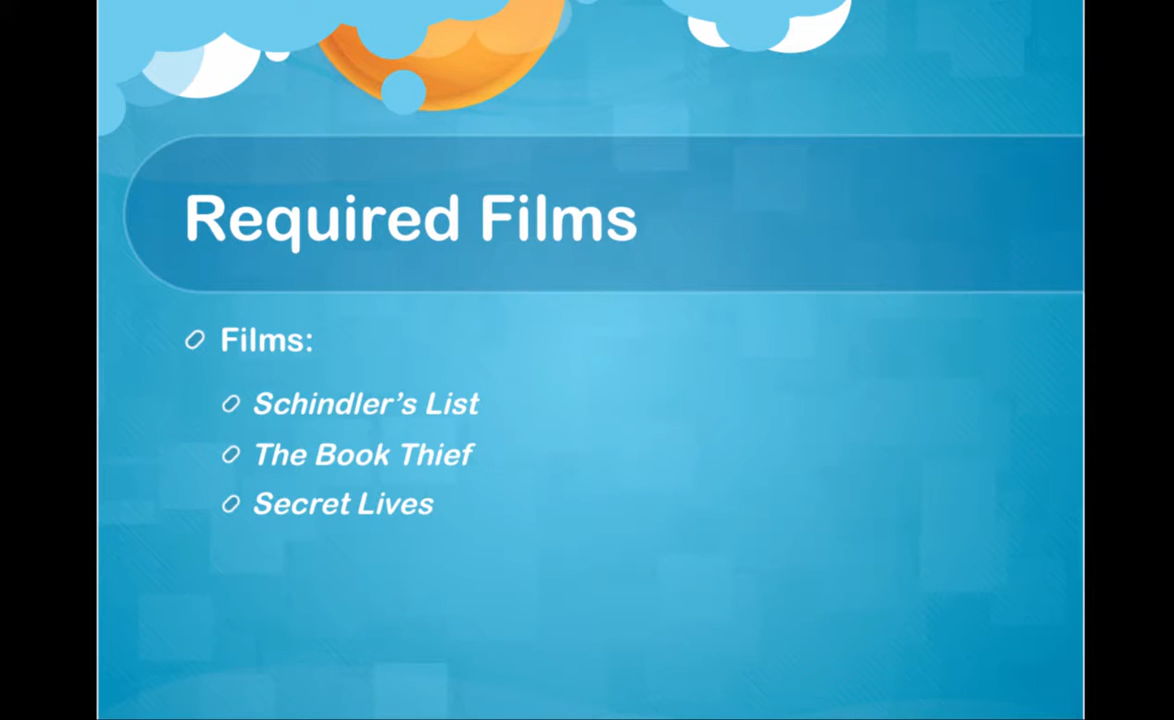 Required Films
Films:
Schindler’s List
The Book Thief
Secret Lives